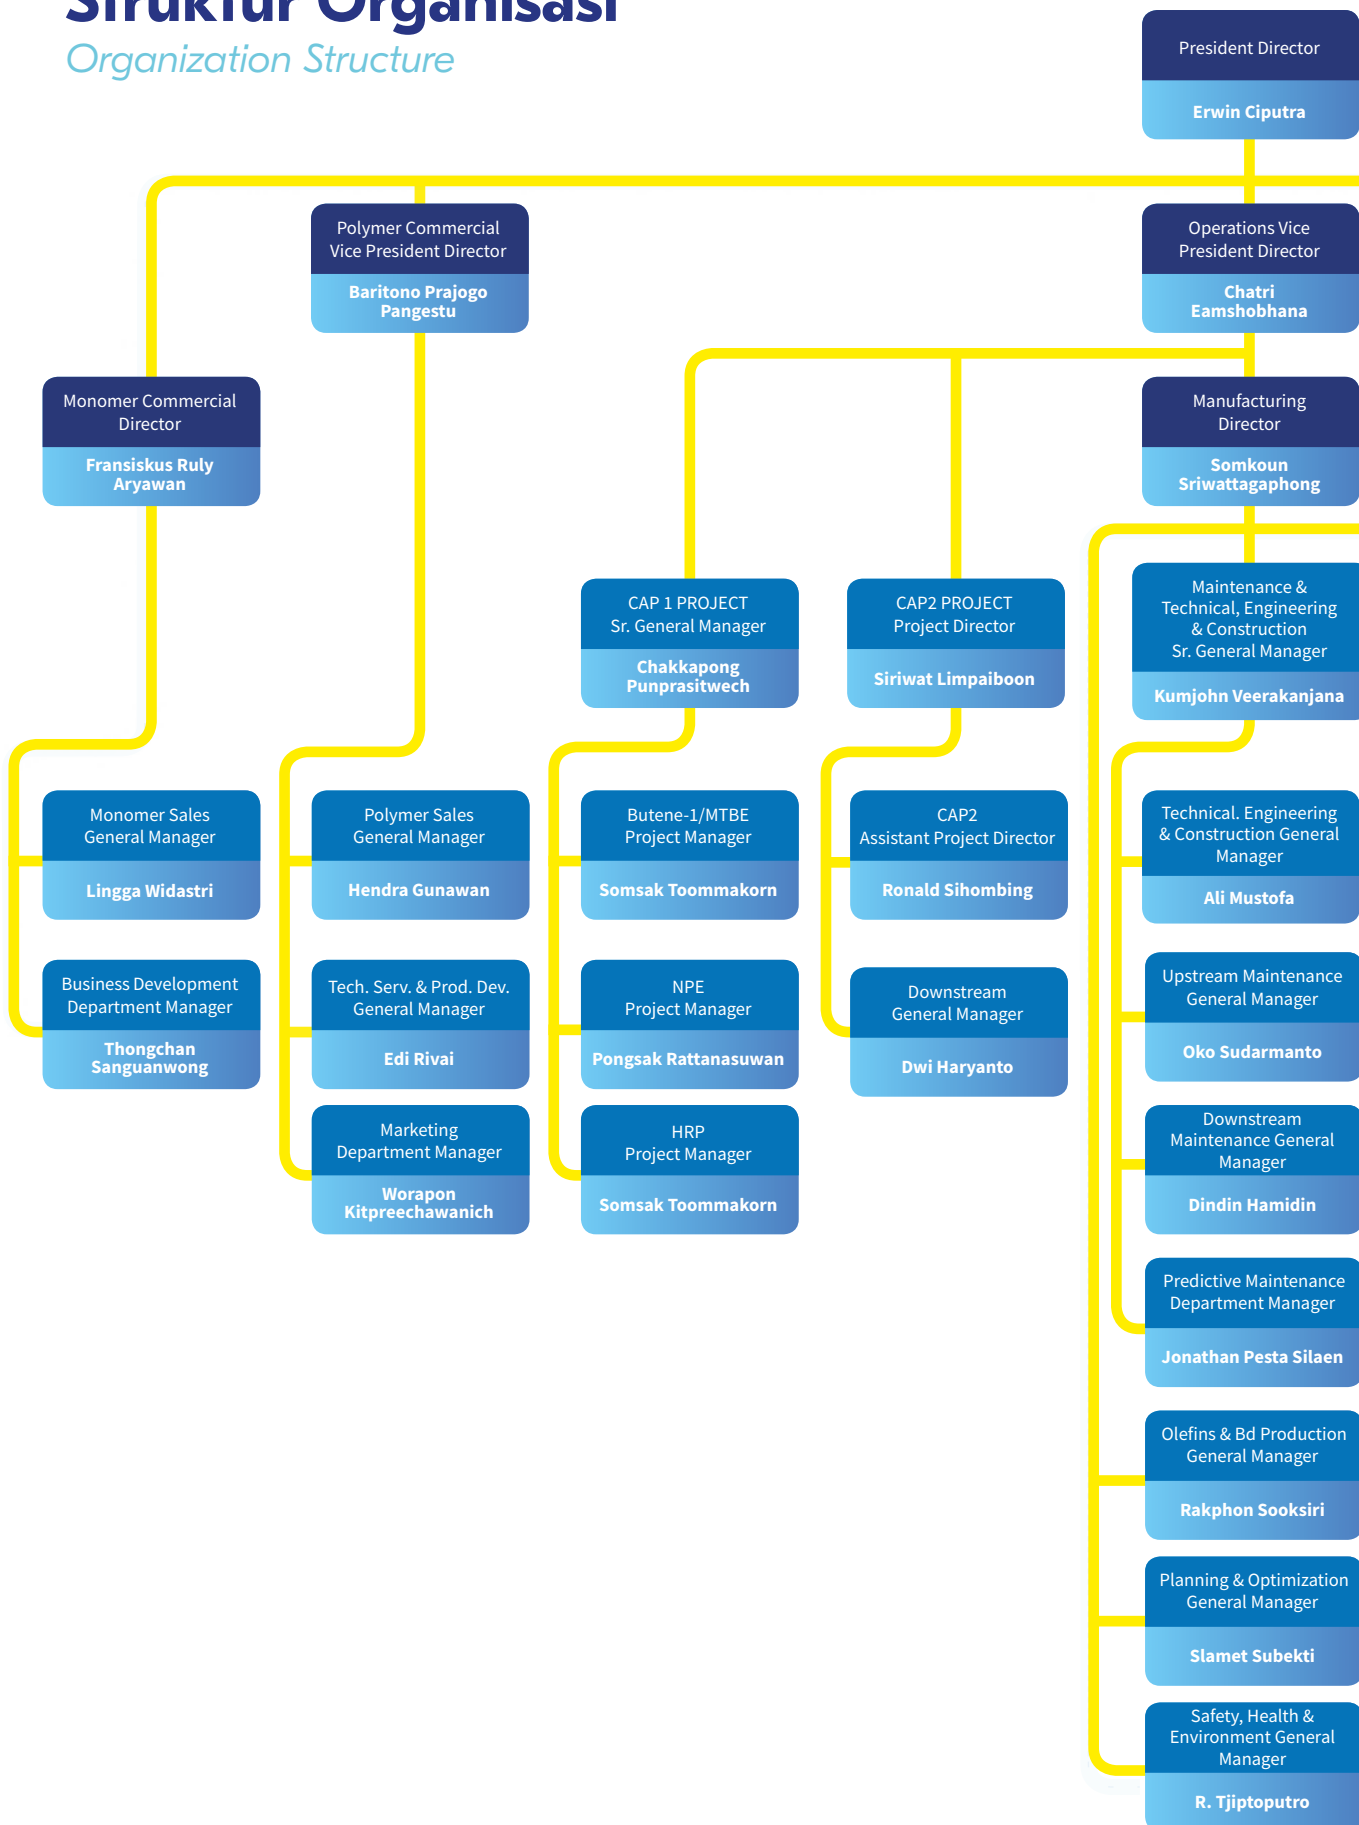 Struktur Organisasi
Organization Structure
President Director
Erwin Ciputra
Polymer Commercial
Vice President Director
Baritono Prajogo
Pangestu
Operations Vice
President Director
Chatri
Eamshobhana
Monomer Commercial
Director
Fransiskus Ruly
Aryawan
Manufacturing
Director
Somkoun
Sriwattagaphong
CAP 1 PROJECT
Sr. General Manager
Chakkapong
Punprasitwech
CAP2 PROJECT
Project Director
Siriwat Limpaiboon
Maintenance &
Technical, Engineering
& Construction
Sr. General Manager
Kumjohn Veerakanjana
Monomer Sales
General Manager
Lingga Widastri
Business Development
Department Manager
Thongchan
Sanguanwong
Polymer Sales
General Manager
Hendra Gunawan
Tech. Serv. & Prod. Dev.
General Manager
Edi Rivai
Marketing
Department Manager
Worapon
Kitpreechawanich
Butene-1/MTBE
Project Manager
Somsak Toommakorn
NPE
Project Manager
Pongsak Rattanasuwan
HRP
Project Manager
Somsak Toommakorn
CAP2
Assistant Project Director
Ronald Sihombing
Downstream
General Manager
Dwi Haryanto
Technical. Engineering
& Construction General
Manager
Ali Mustofa
Upstream Maintenance
General Manager
Oko Sudarmanto
Downstream
Maintenance General
Manager
Dindin Hamidin
Predictive Maintenance
Department Manager
Jonathan Pesta Silaen
Olefins & Bd Production
General Manager
Rakphon Sooksiri
Planning & Optimization
General Manager
Slamet Subekti
Safety, Health &
Environment General
Manager
R. Tjiptoputro